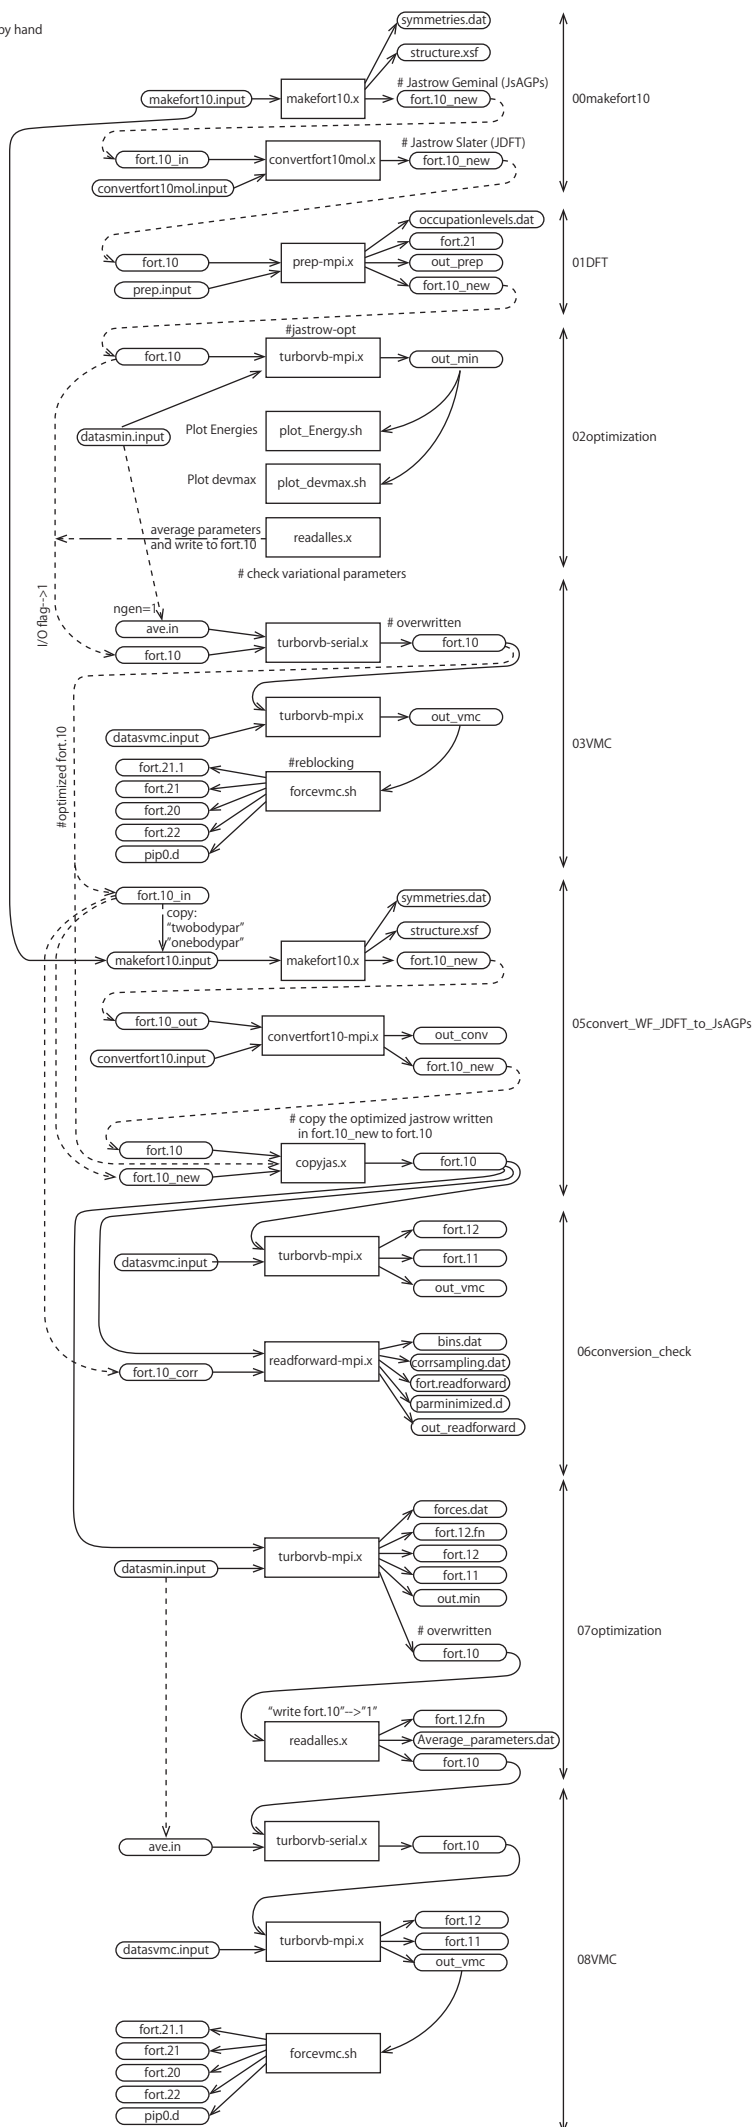 by hand
symmetries.dat
structure.xsf
# Jastrow Geminal (JsAGPs)
makefort10.input
makefort10.x
fort.10_new
00makefort10
# Jastrow Slater (JDFT)
fort.10_in
convertfort10mol.x
fort.10_new
convertfort10mol.input
occupationlevels.dat
fort.21
fort.10
prep-mpi.x
out_prep
01DFT
prep.input
fort.10_new
#jastrow-opt
fort.10
turborvb-mpi.x
out_min
datasmin.input
Plot Energies
plot_Energy.sh
02optimization
Plot devmax
plot_devmax.sh
average parameters
and write to fort.10
readalles.x
# check variational parameters
I/O flag-->1
ngen=1
ave.in
# overwritten
turborvb-serial.x
fort.10
fort.10
turborvb-mpi.x
out_vmc
datasvmc.input
03VMC
#optimized fort.10
#reblocking
fort.21.1
fort.21
forcevmc.sh
fort.20
fort.22
pip0.d
fort.10_in
symmetries.dat
copy:
"twobodypar"
"onebodypar"
structure.xsf
makefort10.input
makefort10.x
fort.10_new
fort.10_out
05convert_WF_JDFT_to_JsAGPs
convertfort10-mpi.x
out_conv
convertfort10.input
fort.10_new
# copy the optimized jastrow written
in fort.10_new to fort.10
fort.10
copyjas.x
fort.10
fort.10_new
fort.12
datasvmc.input
turborvb-mpi.x
fort.11
out_vmc
bins.dat
06conversion_check
readforward-mpi.x
corrsampling.dat
fort.10_corr
fort.readforward
parminimized.d
out_readforward
forces.dat
fort.12.fn
turborvb-mpi.x
fort.12
datasmin.input
fort.11
out.min
# overwritten
07optimization
fort.10
"write fort.10"-->"1"
fort.12.fn
readalles.x
Average_parameters.dat
fort.10
ave.in
turborvb-serial.x
fort.10
fort.12
datasvmc.input
turborvb-mpi.x
fort.11
out_vmc
08VMC
fort.21.1
fort.21
forcevmc.sh
fort.20
fort.22
pip0.d